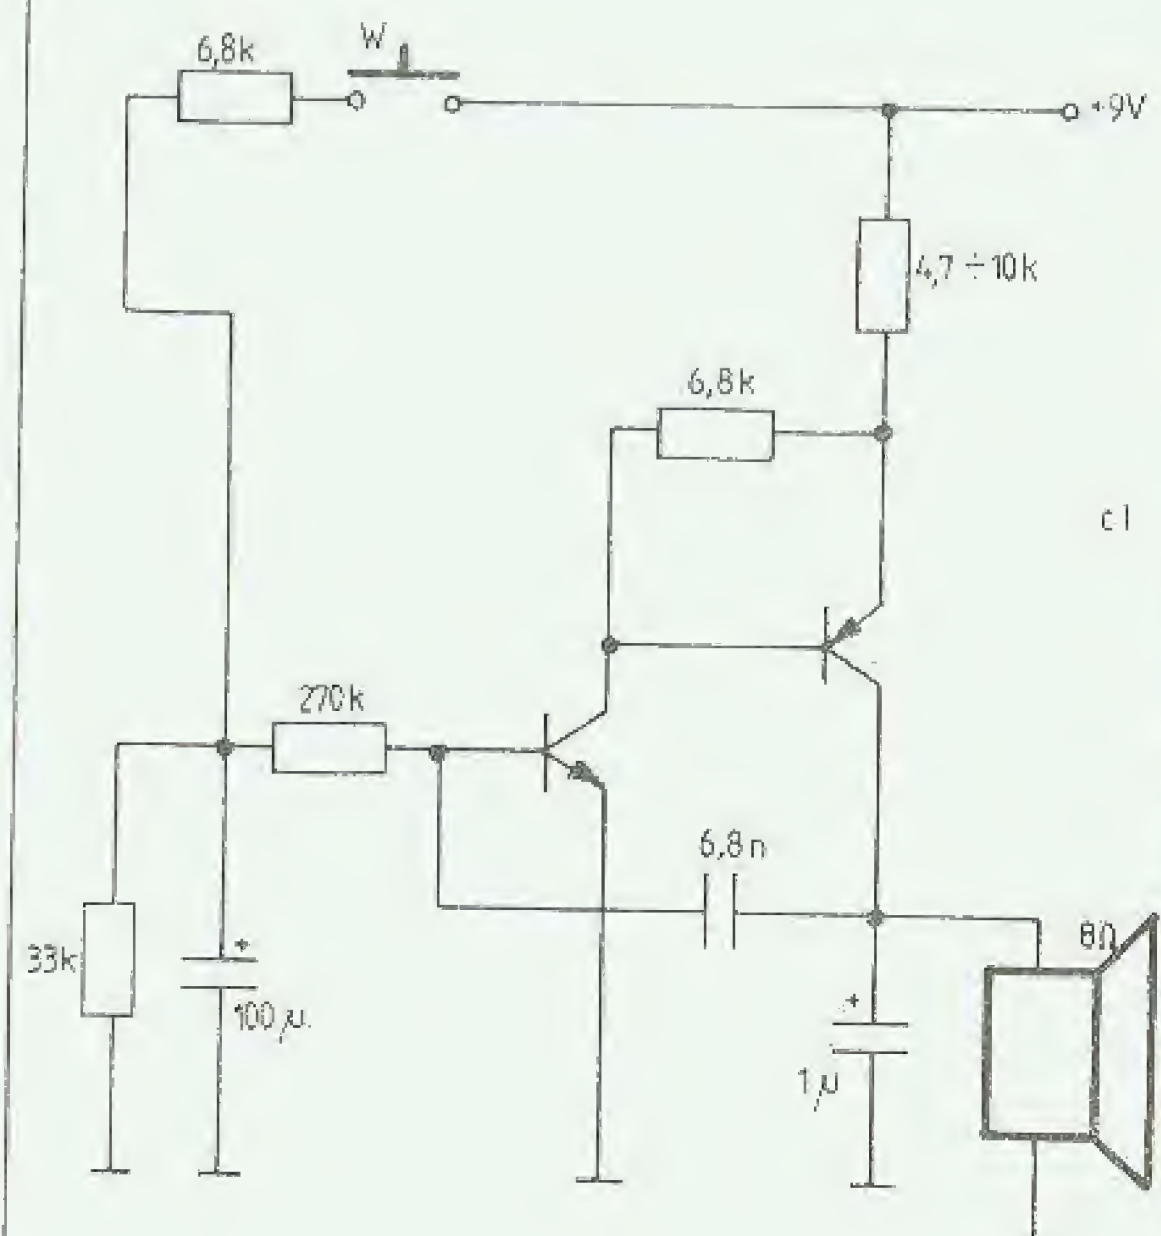 6,8k
W
+9V
4,7 ÷ 10k
6,8k
c)
270k
6,8n
8Ω
33k
+
100µ
+
1µ